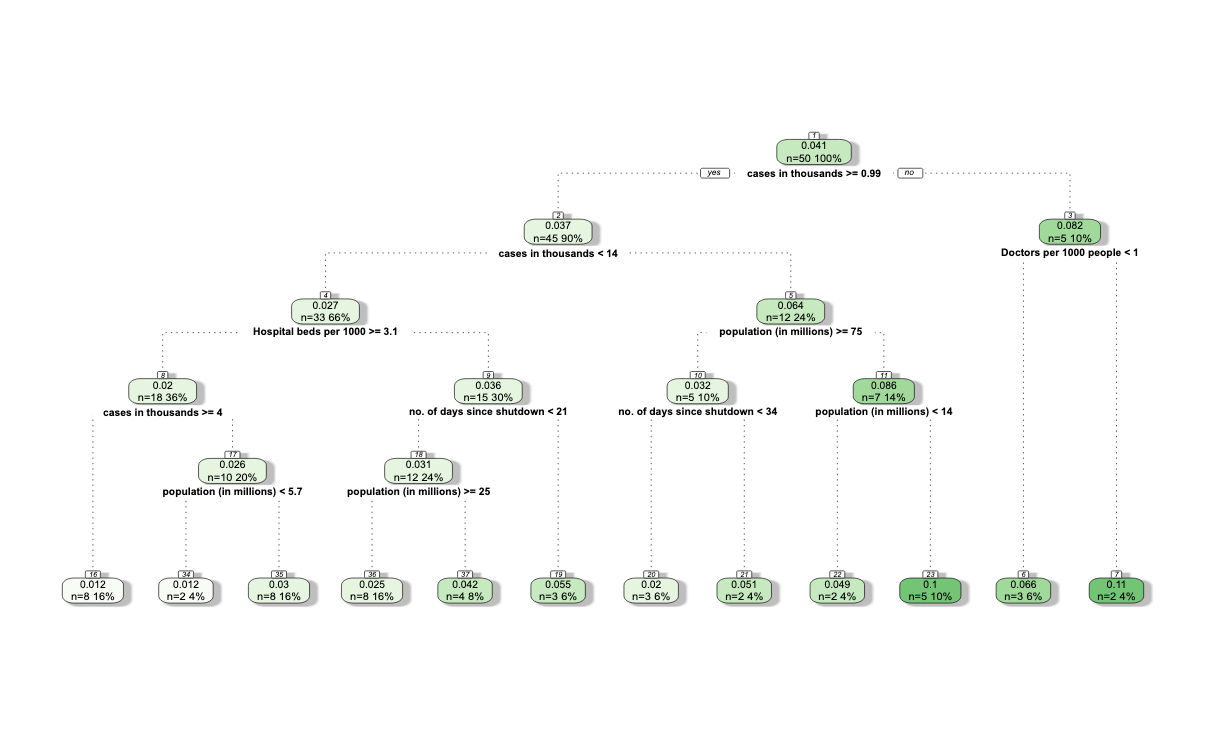 1
0.041
n=50 100%
yes
cases in thousands >= 0.99
no
2
0.037
n=45 90%
cases in thousands < 14
3
0.082
n=5 10%
Doctors per 1000 people < 1
4
0.027
n=33 66%
Hospital beds per 1000 >= 3.1
5
0.064
n=12 24%
population (in millions) >= 75
8
0.02
n=18 36%
cases in thousands >= 4
9
0.036
n=15 30%
no. of days since shutdown < 21
10
0.032
n=5 10%
no. of days since shutdown < 34
11
0.086
n=7 14%
population (in millions) < 14
17
0.026
n=10 20%
population (in millions) < 5.7
18
0.031
n=12 24%
population (in millions) >= 25
16
0.012
n=8 16%
34
0.012
n=2 4%
35
0.03
n=8 16%
36
0.025
n=8 16%
37
0.042
n=4 8%
19
0.055
n=3 6%
20
0.02
n=3 6%
21
0.051
n=2 4%
22
0.049
n=2 4%
23
0.1
n=5 10%
6
0.066
n=3 6%
7
0.11
n=2 4%